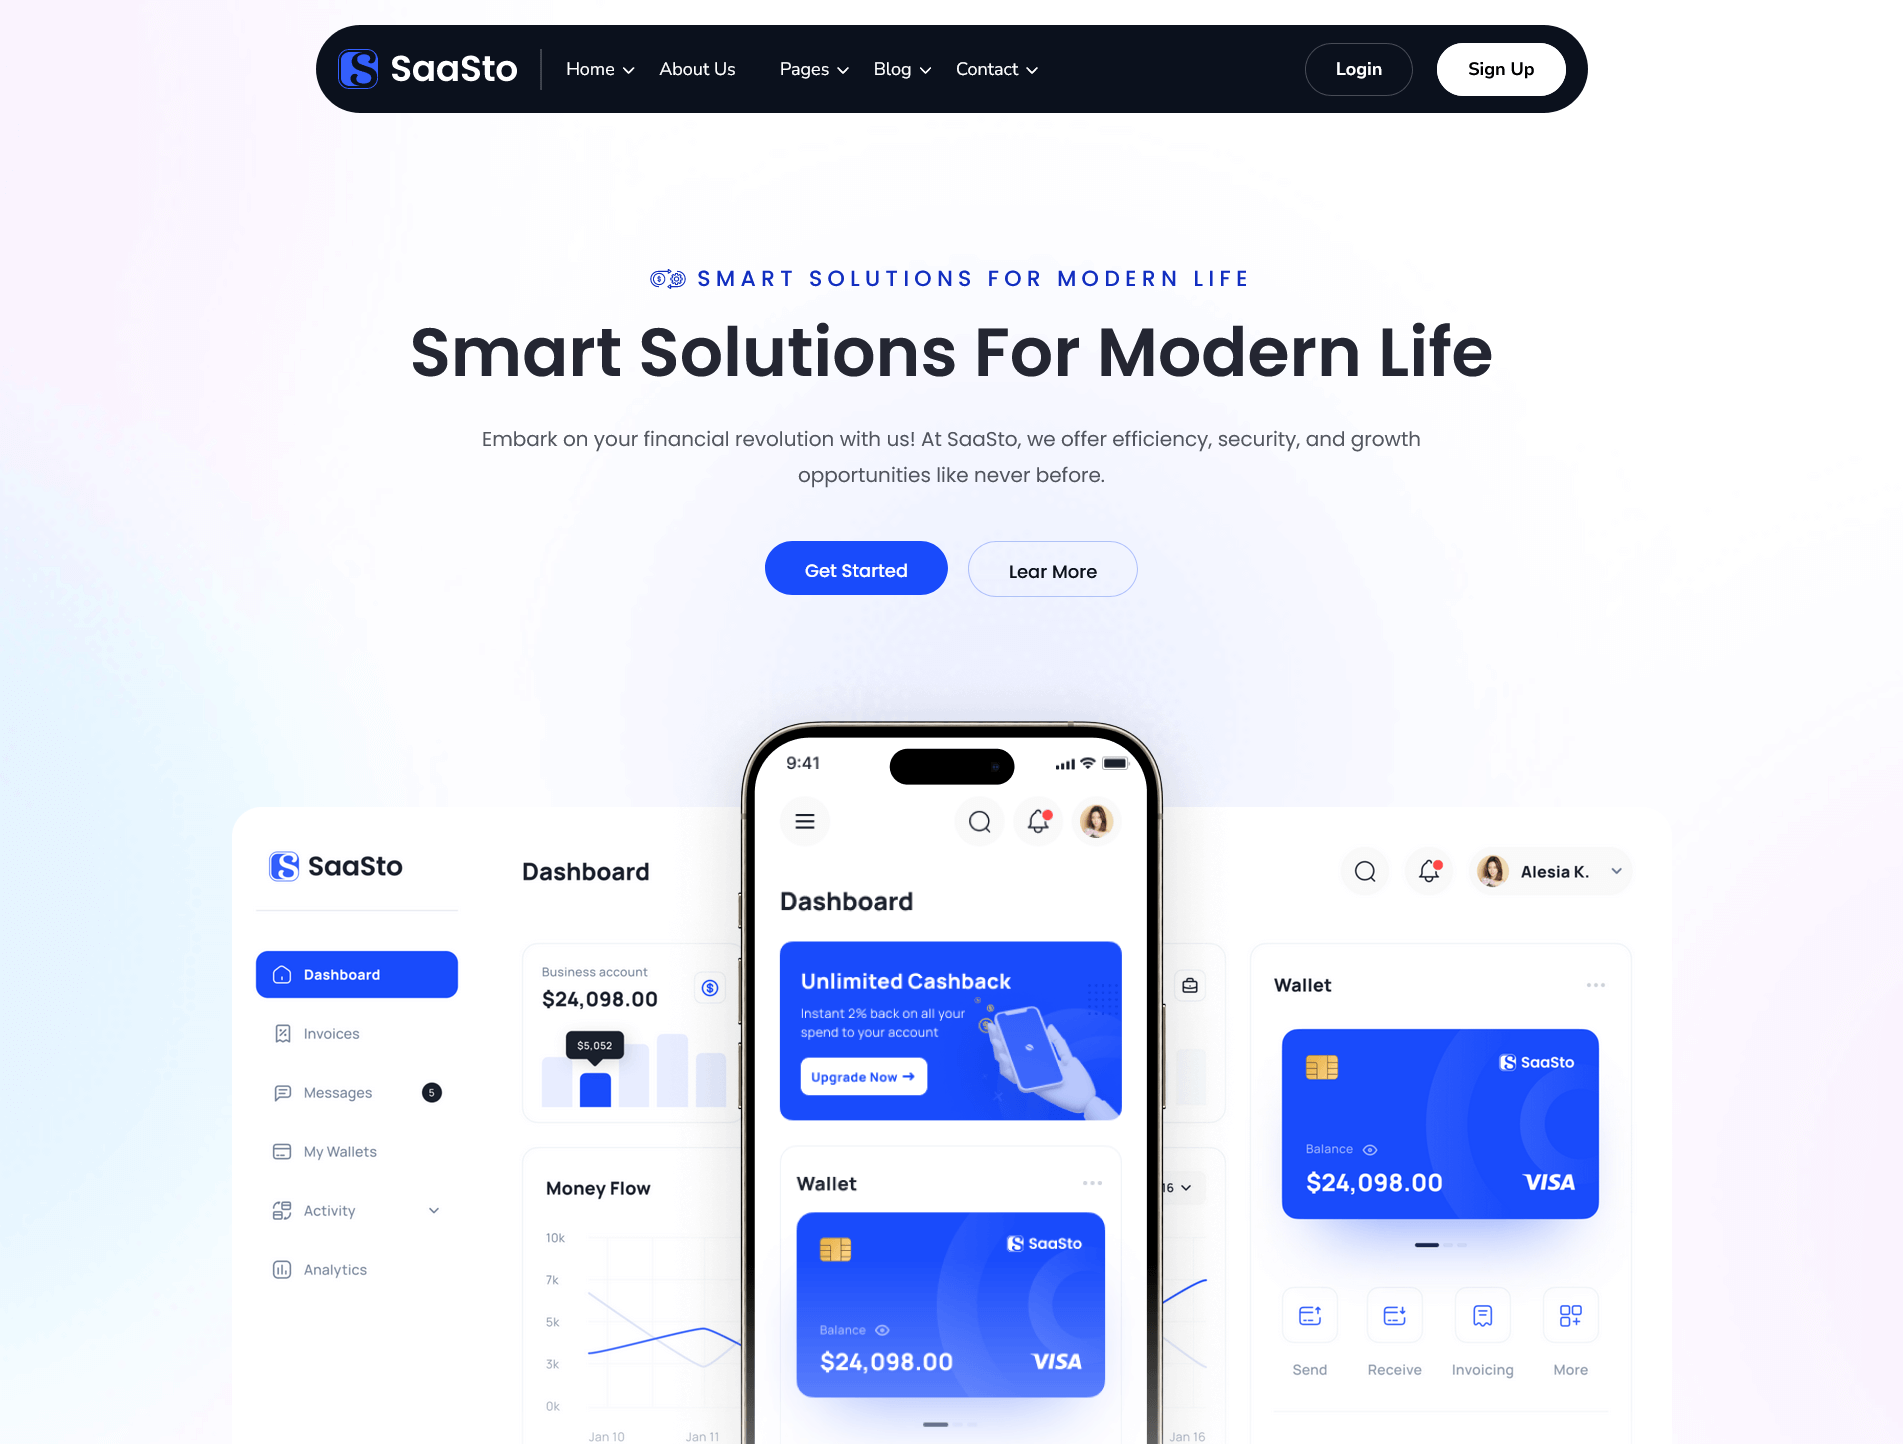 SaaSto
Home
About Us
Pages
Blog
Contact
Login
Sign Up
SMART SOLUTIONS FOR MODERN LIFE
Smart Solutions For Modern Life
Embark on your financial revolution with us! At SaaSto, we offer efficiency, security, and growth
opportunities like never before.
Get Started
Lear More
SaaSto
Dashboard
Invoices
Messages
5
My Wallets
Activity
Analytics
Dashboard
Business account
$24,098.00
$5,052
Money Flow
10k
7k
5k
3k
0k
Jan 10
Jan 11
9:41
Dashboard
Unlimited Cashback
Instant 2% back on all your
spend to your account
Upgrade Now
Wallet
SaaSto
Balance
$24,098.00
VISA
16
Jan 16
Alesia K.
Wallet
SaaSto
Balance
$24,098.00
VISA
Send
Receive
Invoicing
More